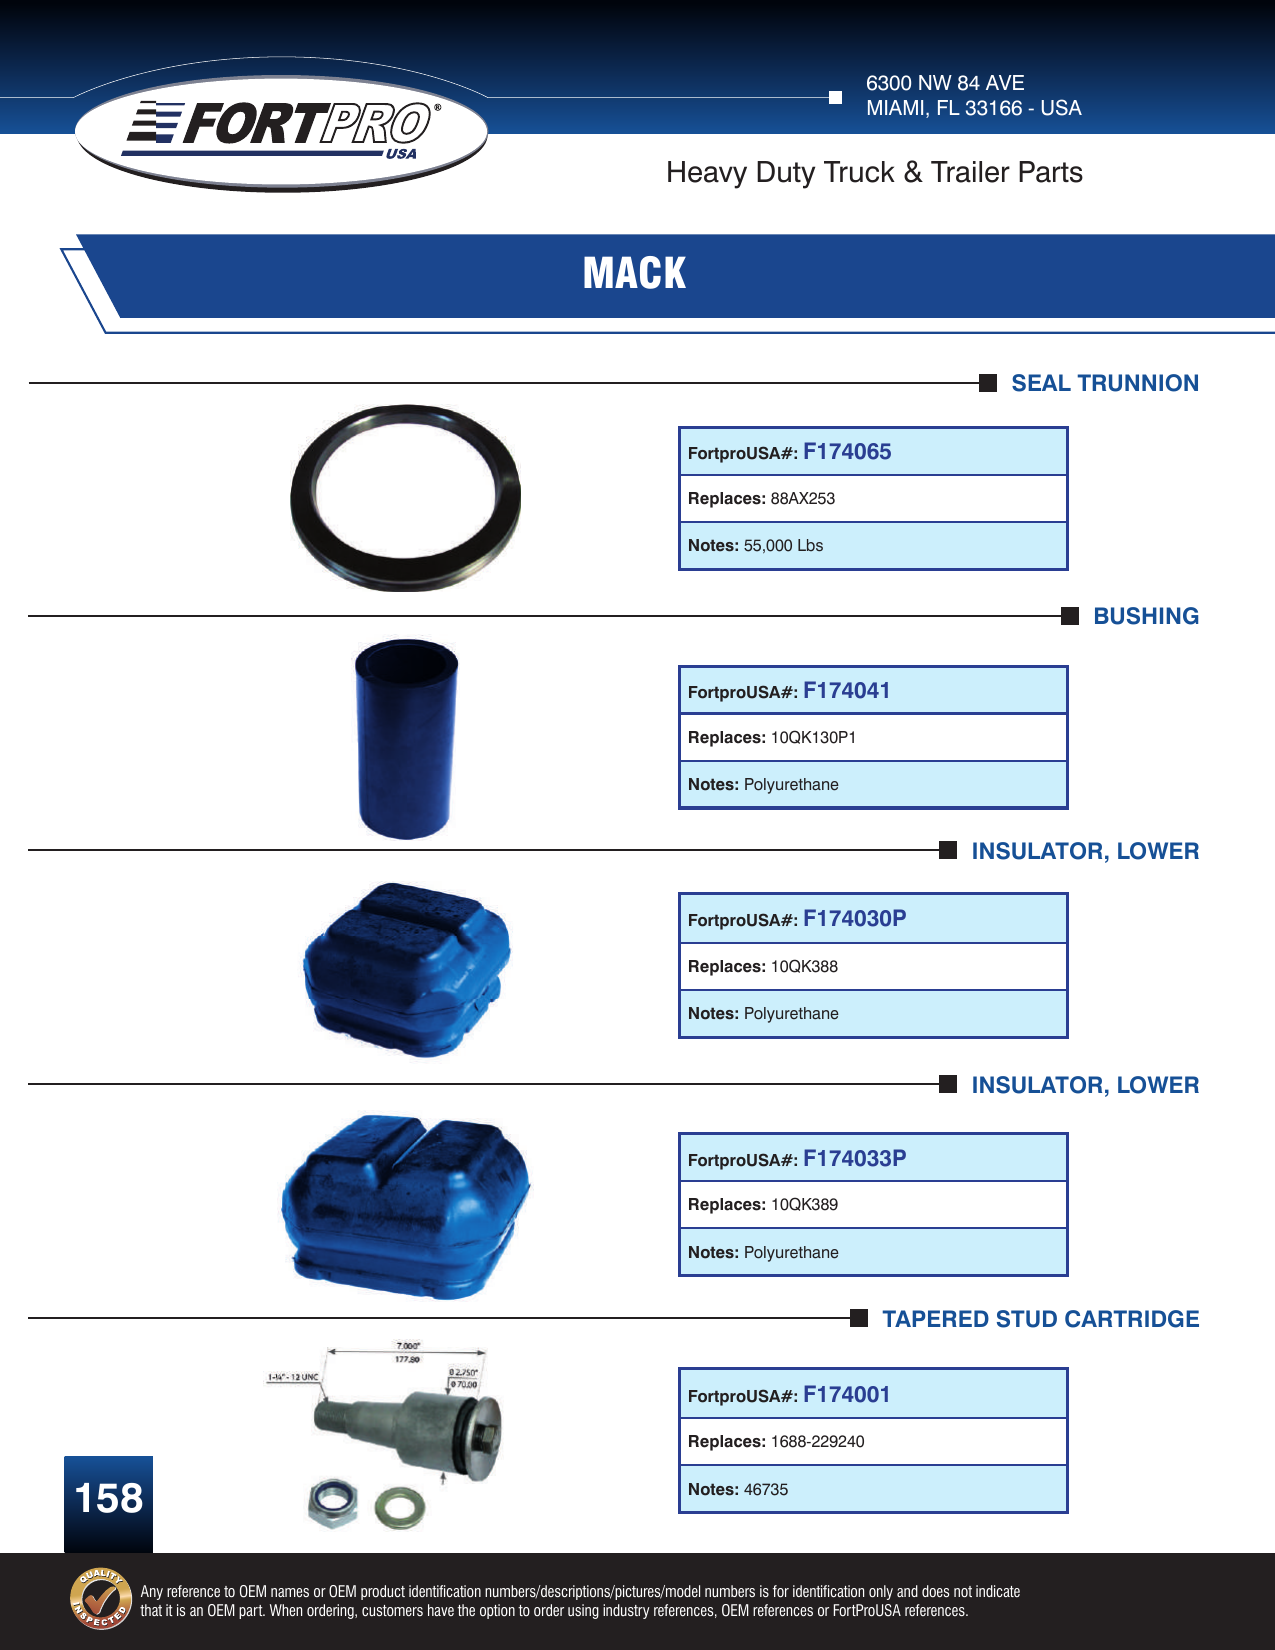 FORTPRO®
USA
6300 NW 84 AVE
MIAMI, FL 33166 - USA
Heavy Duty Truck & Trailer Parts
MACK
SEAL TRUNNION
FortproUSA#: F174065
Replaces: 88AX253
Notes: 55,000 Lbs
BUSHING
FortproUSA#: F174041
Replaces: 10QK130P1
Notes: Polyurethane
INSULATOR, LOWER
FortproUSA#: F174030P
Replaces: 10QK388
Notes: Polyurethane
INSULATOR, LOWER
FortproUSA#: F174033P
Replaces: 10QK389
Notes: Polyurethane
TAPERED STUD CARTRIDGE
7.000"
177.80
1-¼" - 12 UNC
Ø 2.750"
Ø 70.00
FortproUSA#: F174001
Replaces: 1688-229240
Notes: 46735
158
QUALITY
INSPECTED
Any reference to OEM names or OEM product identification numbers/descriptions/pictures/model numbers is for identification only and does not indicate
that it is an OEM part. When ordering, customers have the option to order using industry references, OEM references or FortProUSA references.